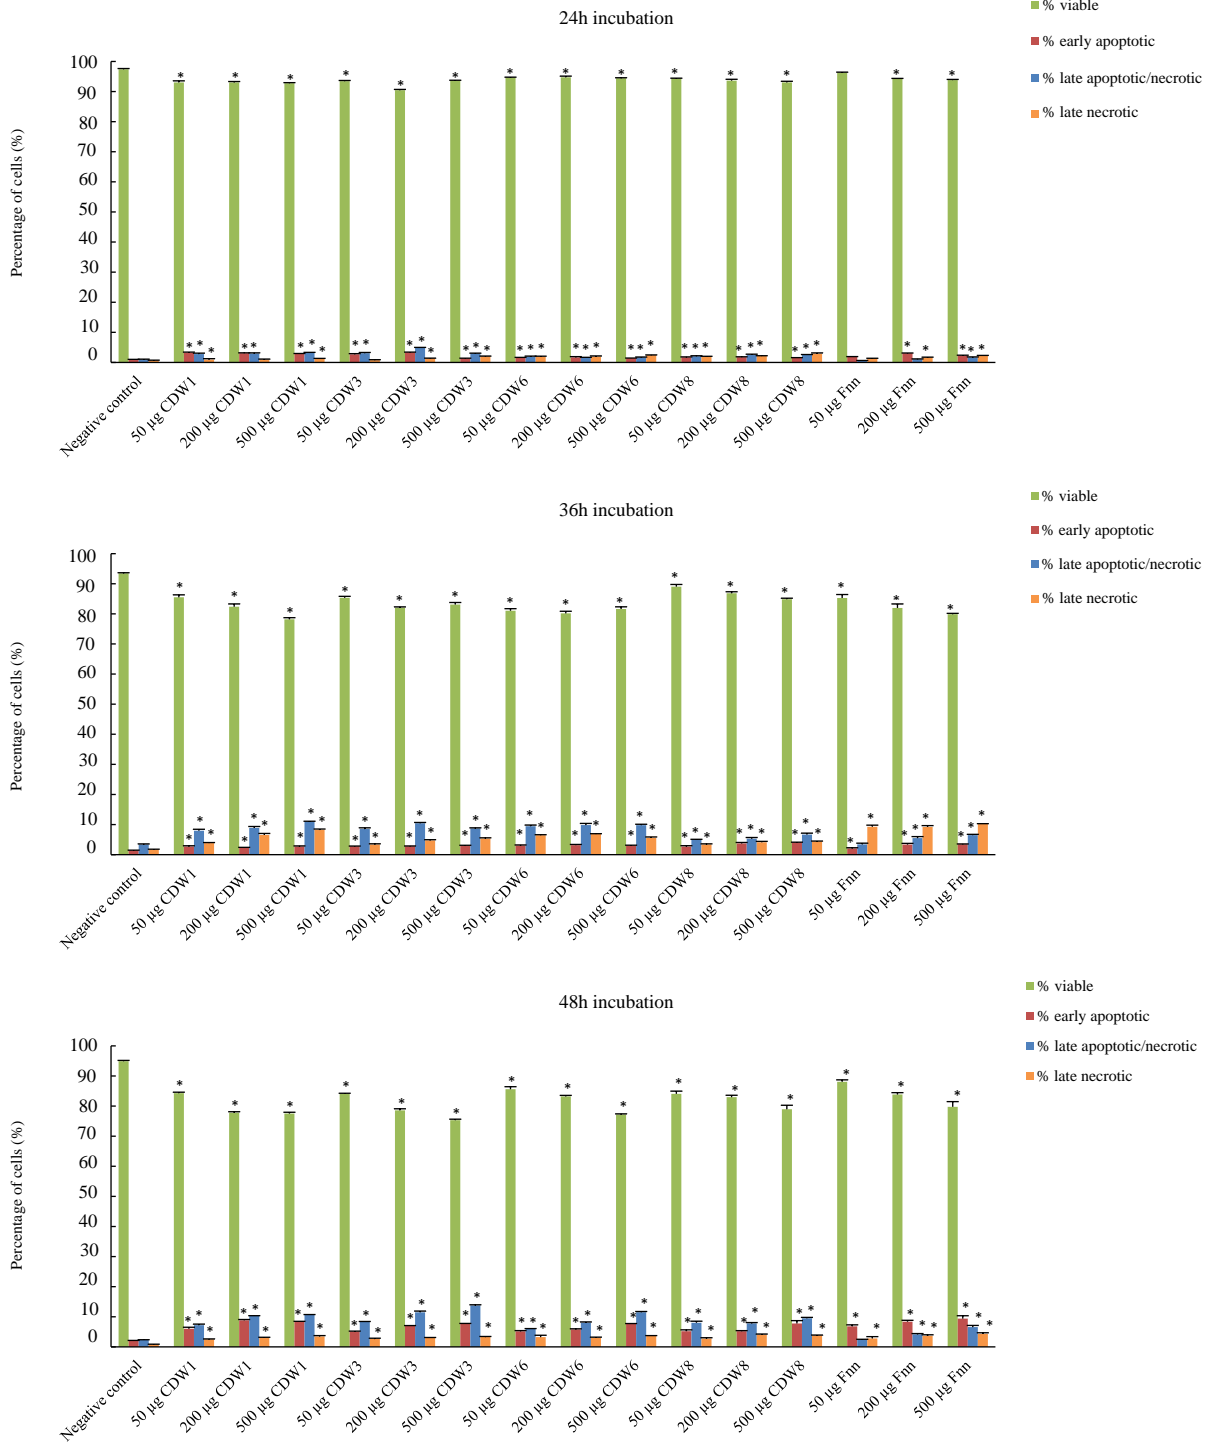 24h incubation
% viable
% early apoptotic
% late apoptotic/necrotic
% late necrotic
Percentage of cells (%)
100
90
80
70
60
50
40
30
20
10
0
Negative control
50 µg CDW1
200 µg CDW1
500 µg CDW1
50 µg CDW3
200 µg CDW3
500 µg CDW3
50 µg CDW6
200 µg CDW6
500 µg CDW6
50 µg CDW8
200 µg CDW8
500 µg CDW8
50 µg Fnn
200 µg Fnn
500 µg Fnn
36h incubation
% viable
% early apoptotic
% late apoptotic/necrotic
% late necrotic
Percentage of cells (%)
100
90
80
70
60
50
40
30
20
10
0
Negative control
50 µg CDW1
200 µg CDW1
500 µg CDW1
50 µg CDW3
200 µg CDW3
500 µg CDW3
50 µg CDW6
200 µg CDW6
500 µg CDW6
50 µg CDW8
200 µg CDW8
500 µg CDW8
50 µg Fnn
200 µg Fnn
500 µg Fnn
48h incubation
% viable
% early apoptotic
% late apoptotic/necrotic
% late necrotic
Percentage of cells (%)
100
90
80
70
60
50
40
30
20
10
0
Negative control
50 µg CDW1
200 µg CDW1
500 µg CDW1
50 µg CDW3
200 µg CDW3
500 µg CDW3
50 µg CDW6
200 µg CDW6
500 µg CDW6
50 µg CDW8
200 µg CDW8
500 µg CDW8
50 µg Fnn
200 µg Fnn
500 µg Fnn